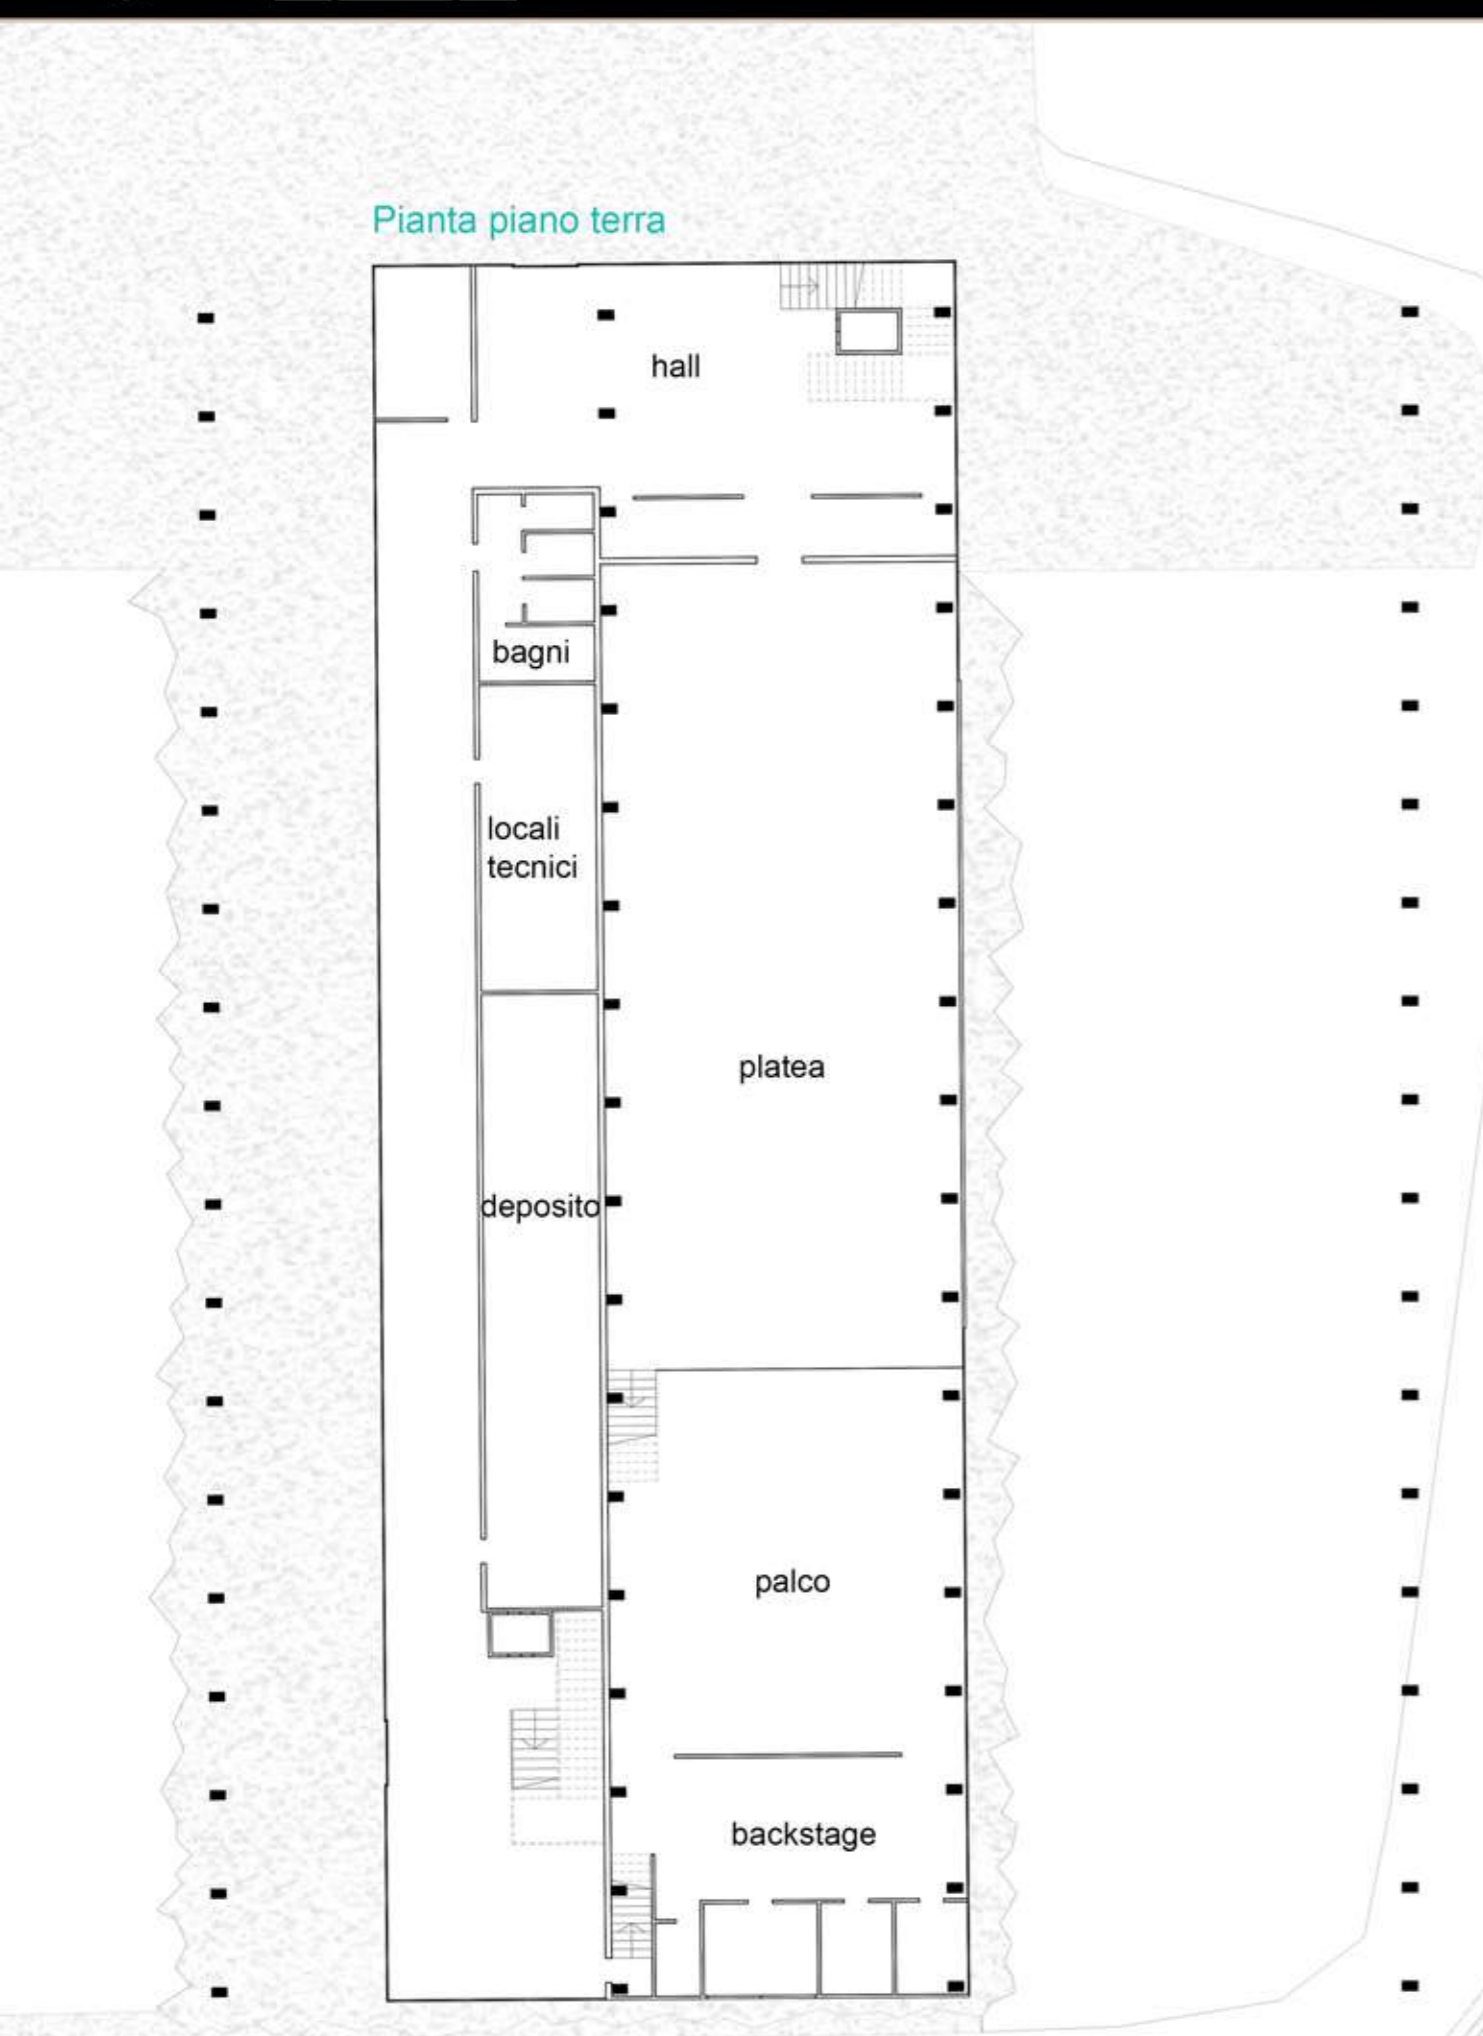 Pianta piano terra
hall
bagni
locali
tecnici
platea
deposito
palco
backstage